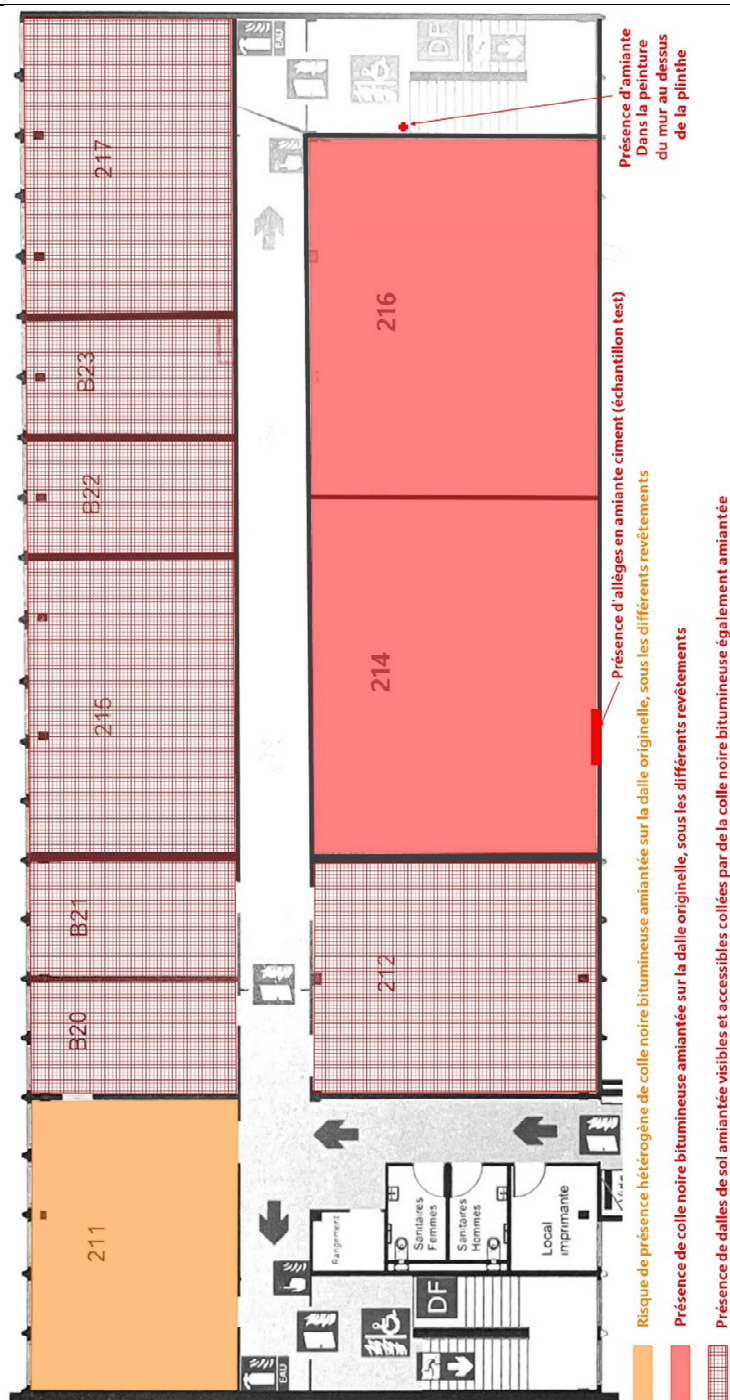 EAU
DF
217
B23
B22
215
B21
B20
211
216
214
212
Rangement
Sanitaires
Femmes
Sanitaires
Hommes
Local
imprimante
EAU
DF
Présence d'amiante
Dans la peinture
du mur au dessus
de la plinthe
Présence d'allèges en amiante ciment (échantillon test)
Risque de présence hétérogène de colle noire bitumineuse amiantée sur la dalle originelle, sous les différents revêtements
Présence de colle noire bitumineuse amiantée sur la dalle originelle, sous les différents revêtements
Présence de dalles de sol amiantée visibles et accessibles collées par de la colle noire bitumineuse également amiantée